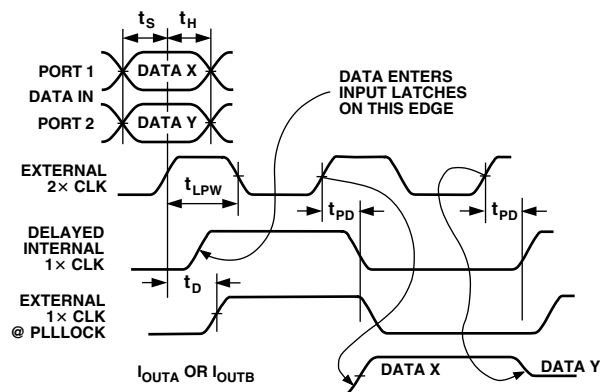 tS
tH
PORT 1
DATA X
DATA IN
PORT 2
DATA Y
DATA ENTERS
INPUT LATCHES
ON THIS EDGE
EXTERNAL
2× CLK
tLPW
tPD
tPD
DELAYED
INTERNAL
1× CLK
tD
EXTERNAL
1× CLK
@ PLLLOCK
IOUTA OR IOUTB
DATA X
DATA Y